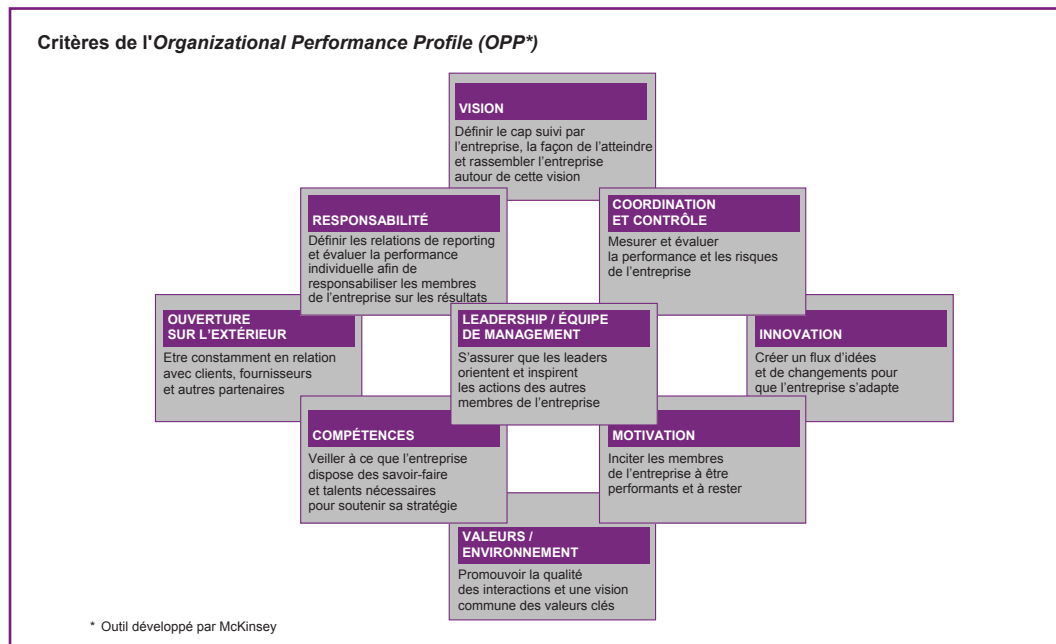 Critères de l'Organizational Performance Profile (OPP*)
VISION
Définir le cap suivi par
l'entreprise, la façon de l'atteindre
et rassembler l'entreprise
autour de cette vision
RESPONSABILITÉ
Définir les relations de reporting
et évaluer la performance
individuelle afin de
responsabiliser les membres
de l'entreprise sur les résultats
COORDINATION
ET CONTRÔLE
Mesurer et évaluer
la performance et les risques
de l'entreprise
OUVERTURE
SUR L'EXTÉRIEUR
Etre constamment en relation
avec clients, fournisseurs
et autres partenaires
LEADERSHIP / ÉQUIPE
DE MANAGEMENT
S'assurer que les leaders
orientent et inspirent
les actions des autres
membres de l'entreprise
INNOVATION
Créer un flux d'idées
et de changements pour
que l'entreprise s'adapte
COMPÉTENCES
Veiller à ce que l'entreprise
dispose des savoir-faire
et talents nécessaires
pour soutenir sa stratégie
MOTIVATION
Inciter les membres
de l'entreprise à être
performants et à rester
VALEURS /
ENVIRONNEMENT
Promouvoir la qualité
des interactions et une vision
commune des valeurs clés
* Outil développé par McKinsey